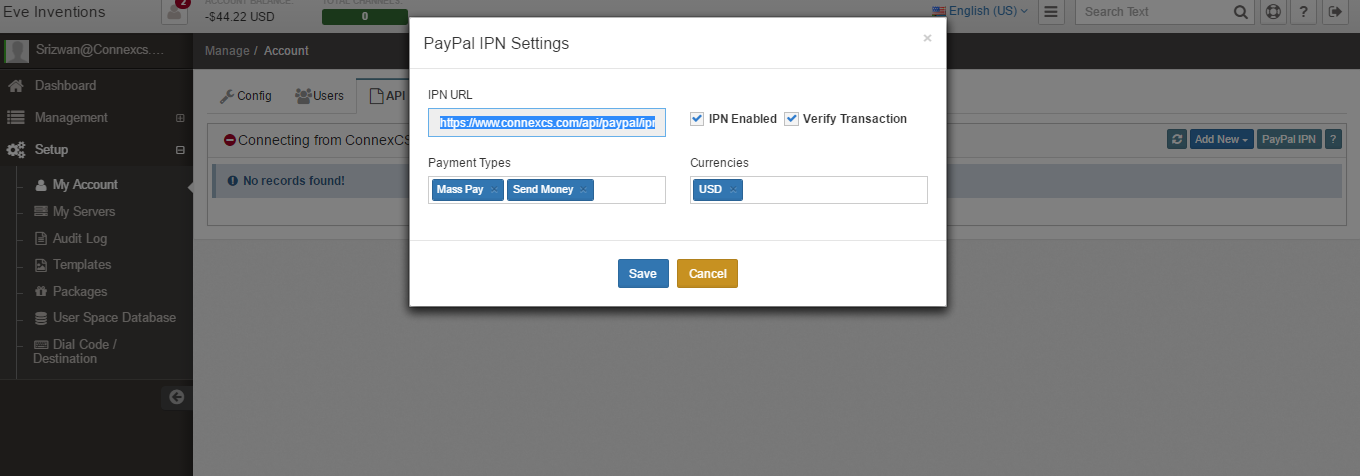 Eve Inventions
2
ACCOUNT BALANCE:
-$44.22 USD
TOTAL CHANNELS:
0
English (US)
Search Text
?
Srizwan@Connexcs....
Dashboard
Management
Setup
My Account
My Servers
Audit Log
Templates
Packages
User Space Database
Dial Code /
Destination
Manage / Account
Config
Users
API
Connecting from ConnexCS
Add New
PayPal IPN
?
No records found!
PayPal IPN Settings
×
IPN URL
https://www.connexcs.com/api/paypal/ipn
IPN Enabled
Verify Transaction
Payment Types
Mass Pay ×
Send Money ×
Currencies
USD ×
Save
Cancel